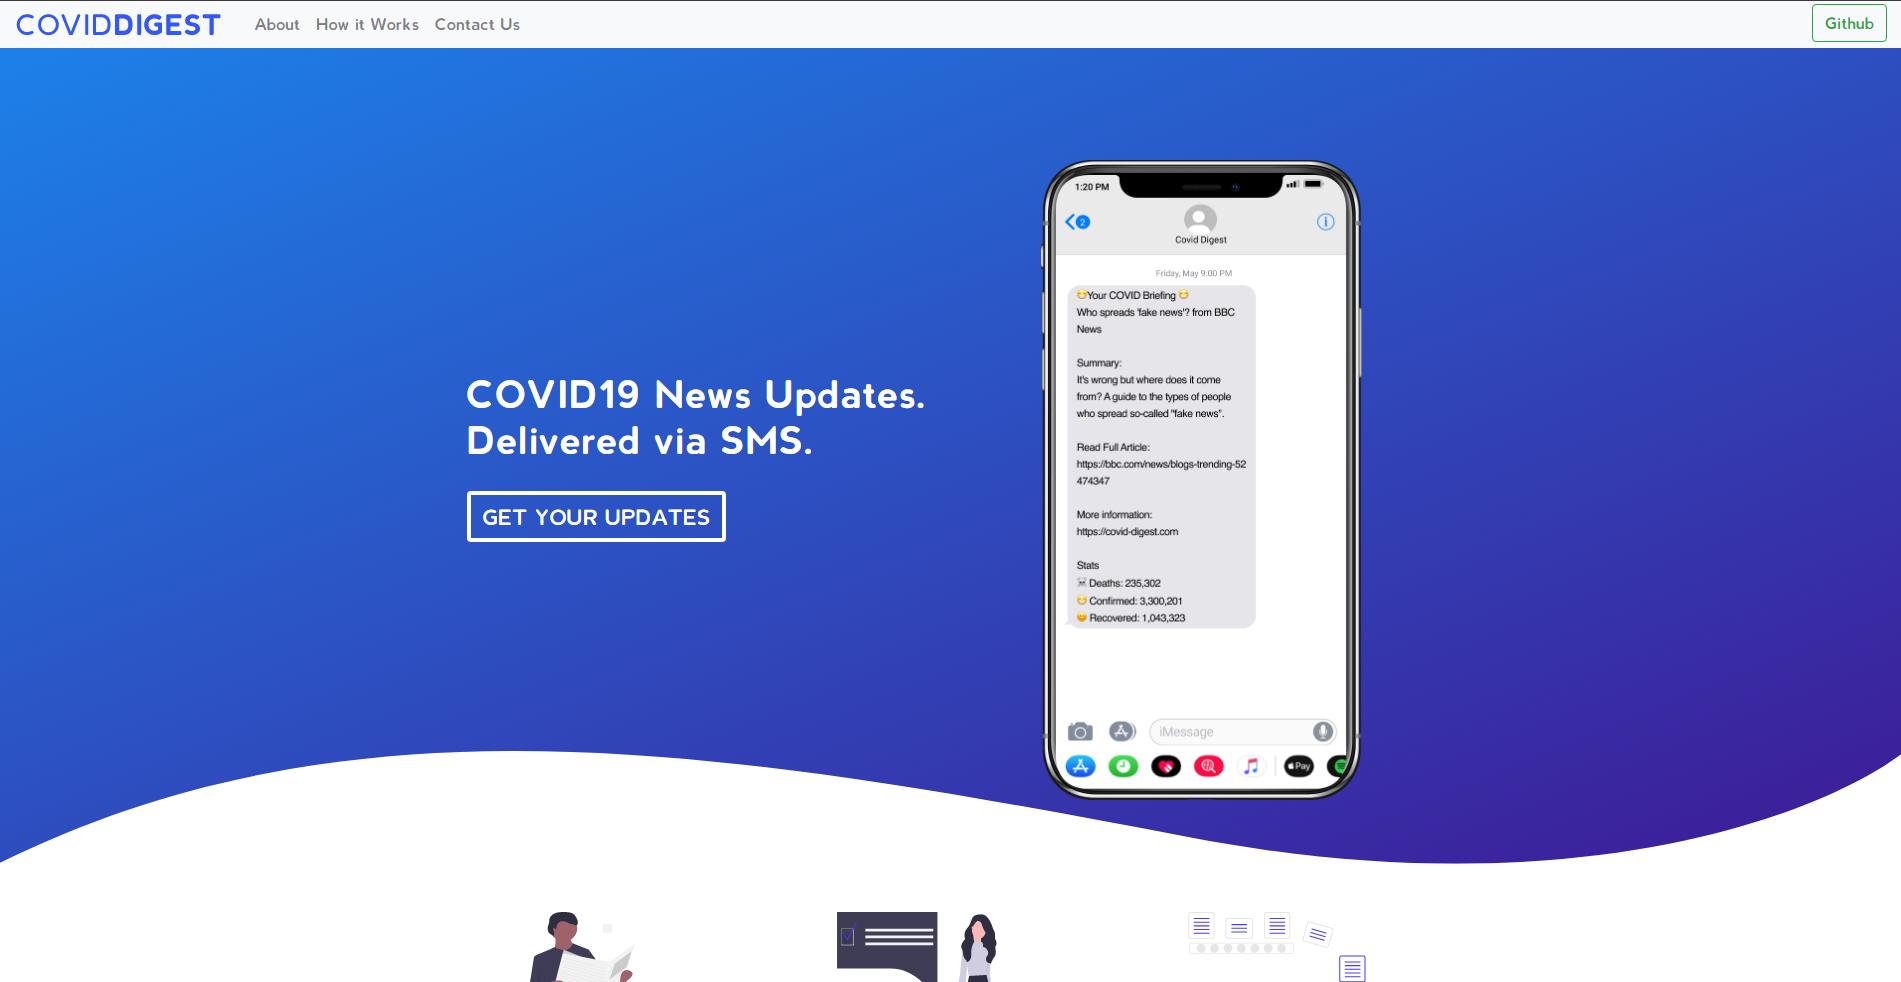 COVIDDIGEST
About
How it Works
Contact Us
Github
COVID19 News Updates.
Delivered via SMS.
GET YOUR UPDATES
1:20 PM
2
Covid Digest
Friday, May 9:00 PM
😷Your COVID Briefing 😷
Who spreads 'fake news'? from BBC
News
Summary:
It's wrong but where does it come
from? A guide to the types of people
who spread so-called "fake news".
Read Full Article:
https://bbc.com/news/blogs-trending-52
474347
More information:
https://covid-digest.com
Stats
☠ Deaths: 235,302
😷 Confirmed: 3,300,201
😊 Recovered: 1,043,323
iMessage
Pay